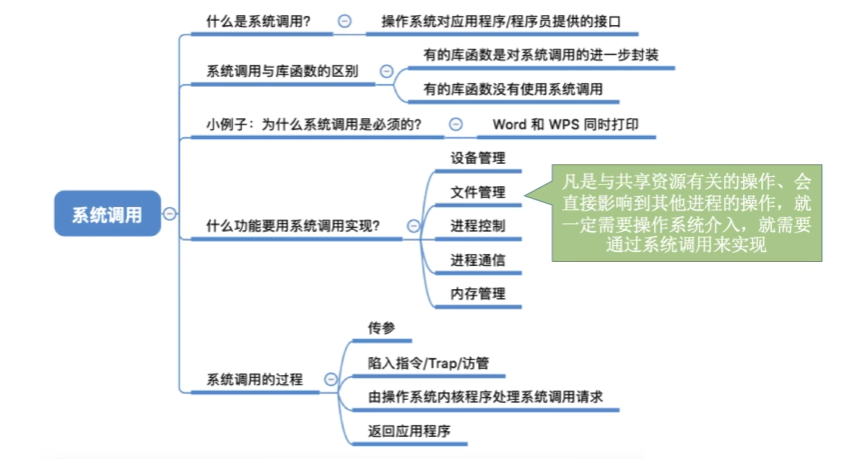 系统调用
什么是系统调用?
操作系统对应用程序/程序员提供的接口
系统调用与库函数的区别
有的库函数是对系统调用的进一步封装
有的库函数没有使用系统调用
小例子：为什么系统调用是必须的?
Word 和 WPS 同时打印
什么功能要用系统调用实现?
设备管理
文件管理
进程控制
进程通信
内存管理
凡是与共享资源有关的操作、会
直接影响到其他进程的操作，就
一定需要操作系统介入，就需要
通过系统调用来实现
系统调用的过程
传参
陷入指令/Trap/访管
由操作系统内核程序处理系统调用请求
返回应用程序